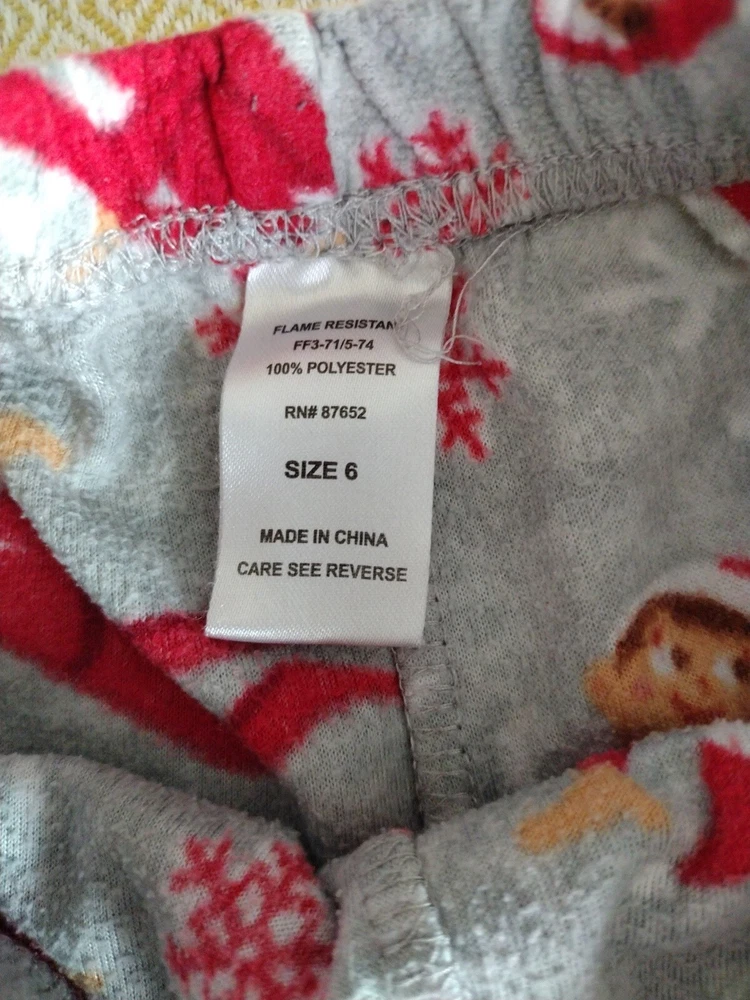 FLAME RESISTAN
FF3-71/5-74
100% POLYESTER
RN# 87652
SIZE 6
MADE IN CHINA
CARE SEE REVERSE